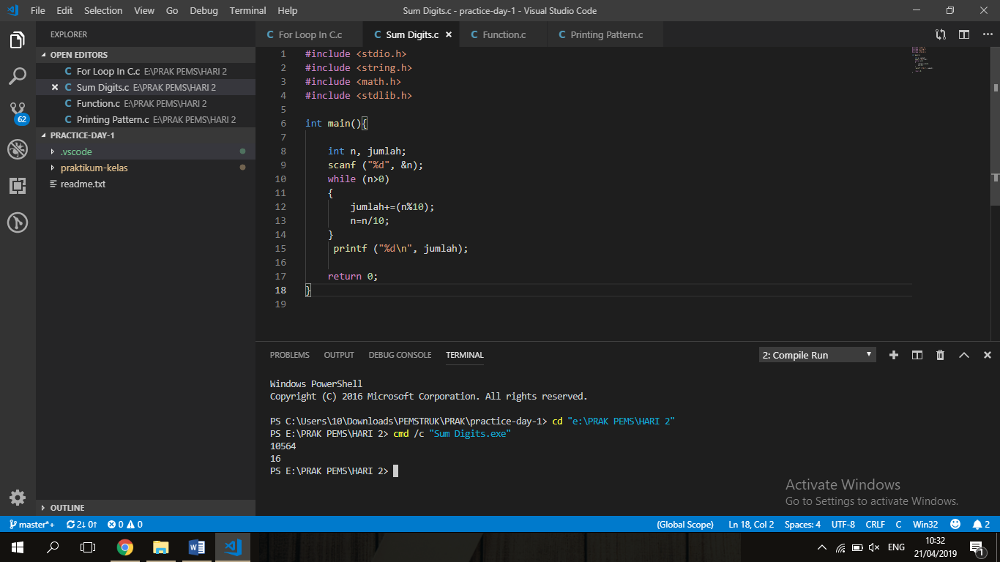 File Edit Selection View Go Debug Terminal Help Sum Digits.c - practice-day-1 - Visual Studio Code
EXPLORER
OPEN EDITORS
C For Loop In C.c E:\PRAK PEMS\HARI 2
C Sum Digits.c E:\PRAK PEMS\HARI 2
C Function.c E:\PRAK PEMS\HARI 2
C Printing Pattern.c E:\PRAK PEMS\HARI 2
PRACTICE-DAY-1
.vscode
praktikum-kelas
readme.txt
OUTLINE
62
C For Loop In C.c C Sum Digits.c C Function.c C Printing Pattern.c
1 #include <stdio.h>
2 #include <string.h>
3 #include <math.h>
4 #include <stdlib.h>
5
6 int main(){
7
8 int n, jumlah;
9 scanf ("%d", &n);
10 while (n>0)
11 {
12 jumlah+=(n%10);
13 n=n/10;
14 }
15 printf ("%d\n", jumlah);
16
17 return 0;
18 }
19
PROBLEMS OUTPUT DEBUG CONSOLE TERMINAL 2: Compile Run
Windows PowerShell
Copyright (C) 2016 Microsoft Corporation. All rights reserved.
PS C:\Users\10\Downloads\PEMSTRUK\PRAK\practice-day-1> cd "e:\PRAK PEMS\HARI 2"
PS E:\PRAK PEMS\HARI 2> cmd /c "Sum Digits.exe"
10564
16
PS E:\PRAK PEMS\HARI 2>
Activate Windows
Go to Settings to activate Windows.
master*+ 2↓ 0↑ 0 0 (Global Scope) Ln 18, Col 2 Spaces: 4 UTF-8 CRLF C Win32 2
ENG 10:32
21/04/2019 1